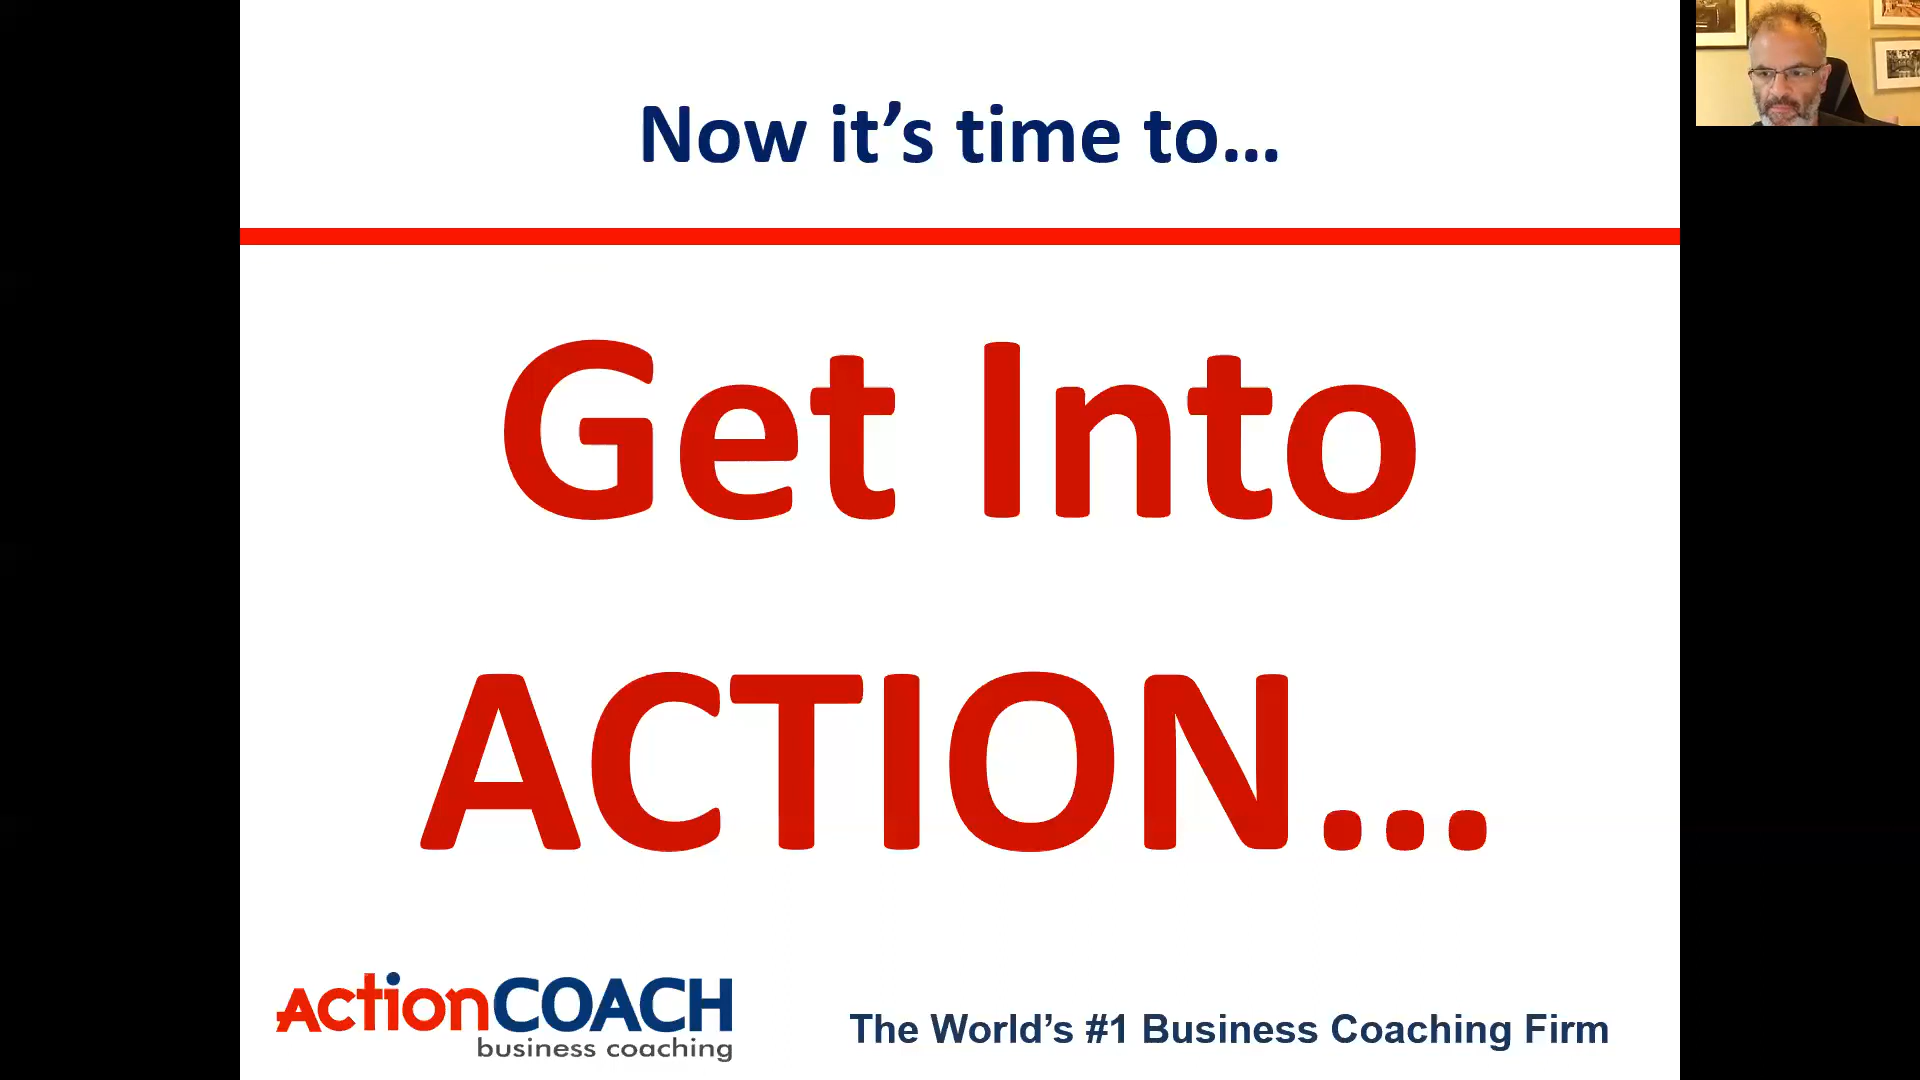 Now it’s time to...
Get Into
ACTION...
ActionCOACH
business coaching
The World’s #1 Business Coaching Firm